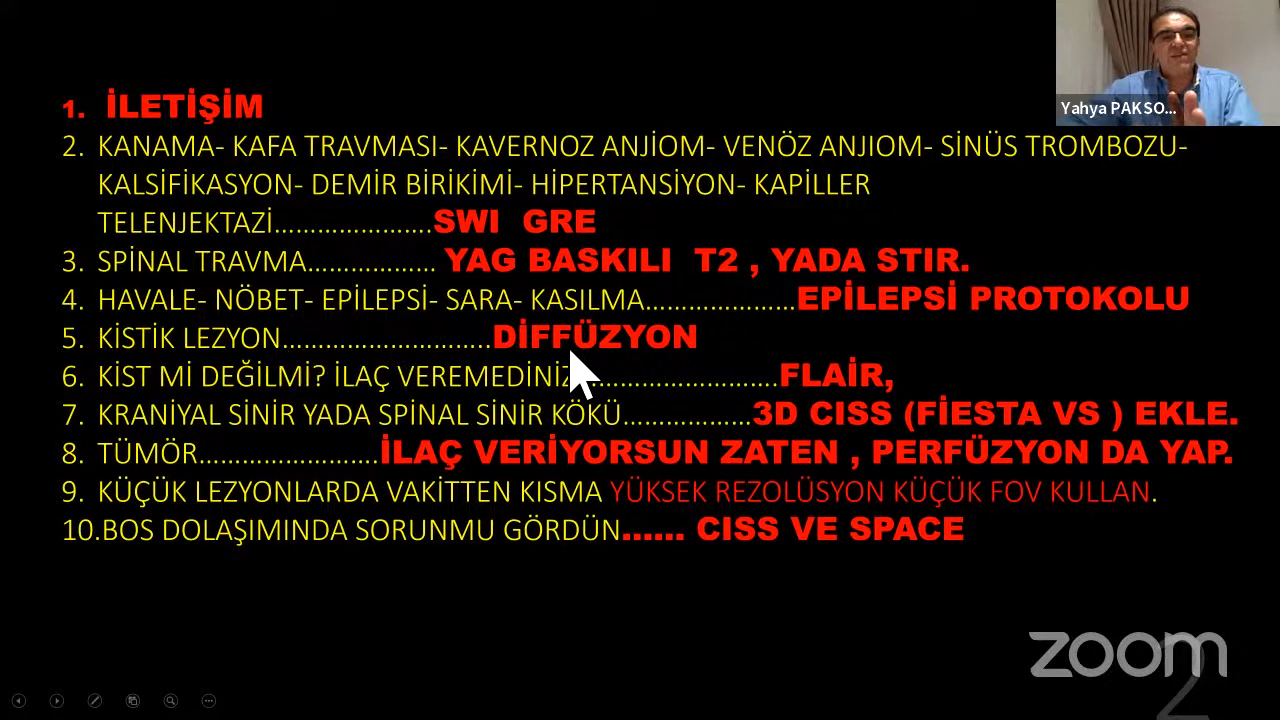 Yahya PAKSO...
1. İLETİŞİM
2. KANAMA- KAFA TRAVMASI- KAVERNOZ ANJİOM- VENÖZ ANJIOM- SİNÜS TROMBOZU-
KALSİFİKASYON- DEMİR BİRİKİMİ- HİPERTANSİYON- KAPİLLER
TELENJEKTAZİ....................SWI GRE
3. SPİNAL TRAVMA.................. YAG BASKILI T2 , YADA STIR.
4. HAVALE- NÖBET- EPİLEPSİ- SARA- KASILMA.....................EPİLEPSİ PROTOKOLU
5. KİSTİK LEZYON.............................DİFFÜZYON
6. KİST Mİ DEĞİLMİ? İLAÇ VEREMEDİNİZ.........................FLAİR,
7. KRANİYAL SİNİR YADA SPİNAL SİNİR KÖKÜ..................3D CISS (FİESTA VS ) EKLE.
8. TÜMÖR.........................İLAÇ VERİYORSUN ZATEN , PERFÜZYON DA YAP.
9. KÜÇÜK LEZYONLARDA VAKİTTEN KISMA YÜKSEK REZOLÜSYON KÜÇÜK FOV KULLAN.
10.BOS DOLAŞIMINDA SORUNMU GÖRDÜN...... CISS VE SPACE
zoom
2